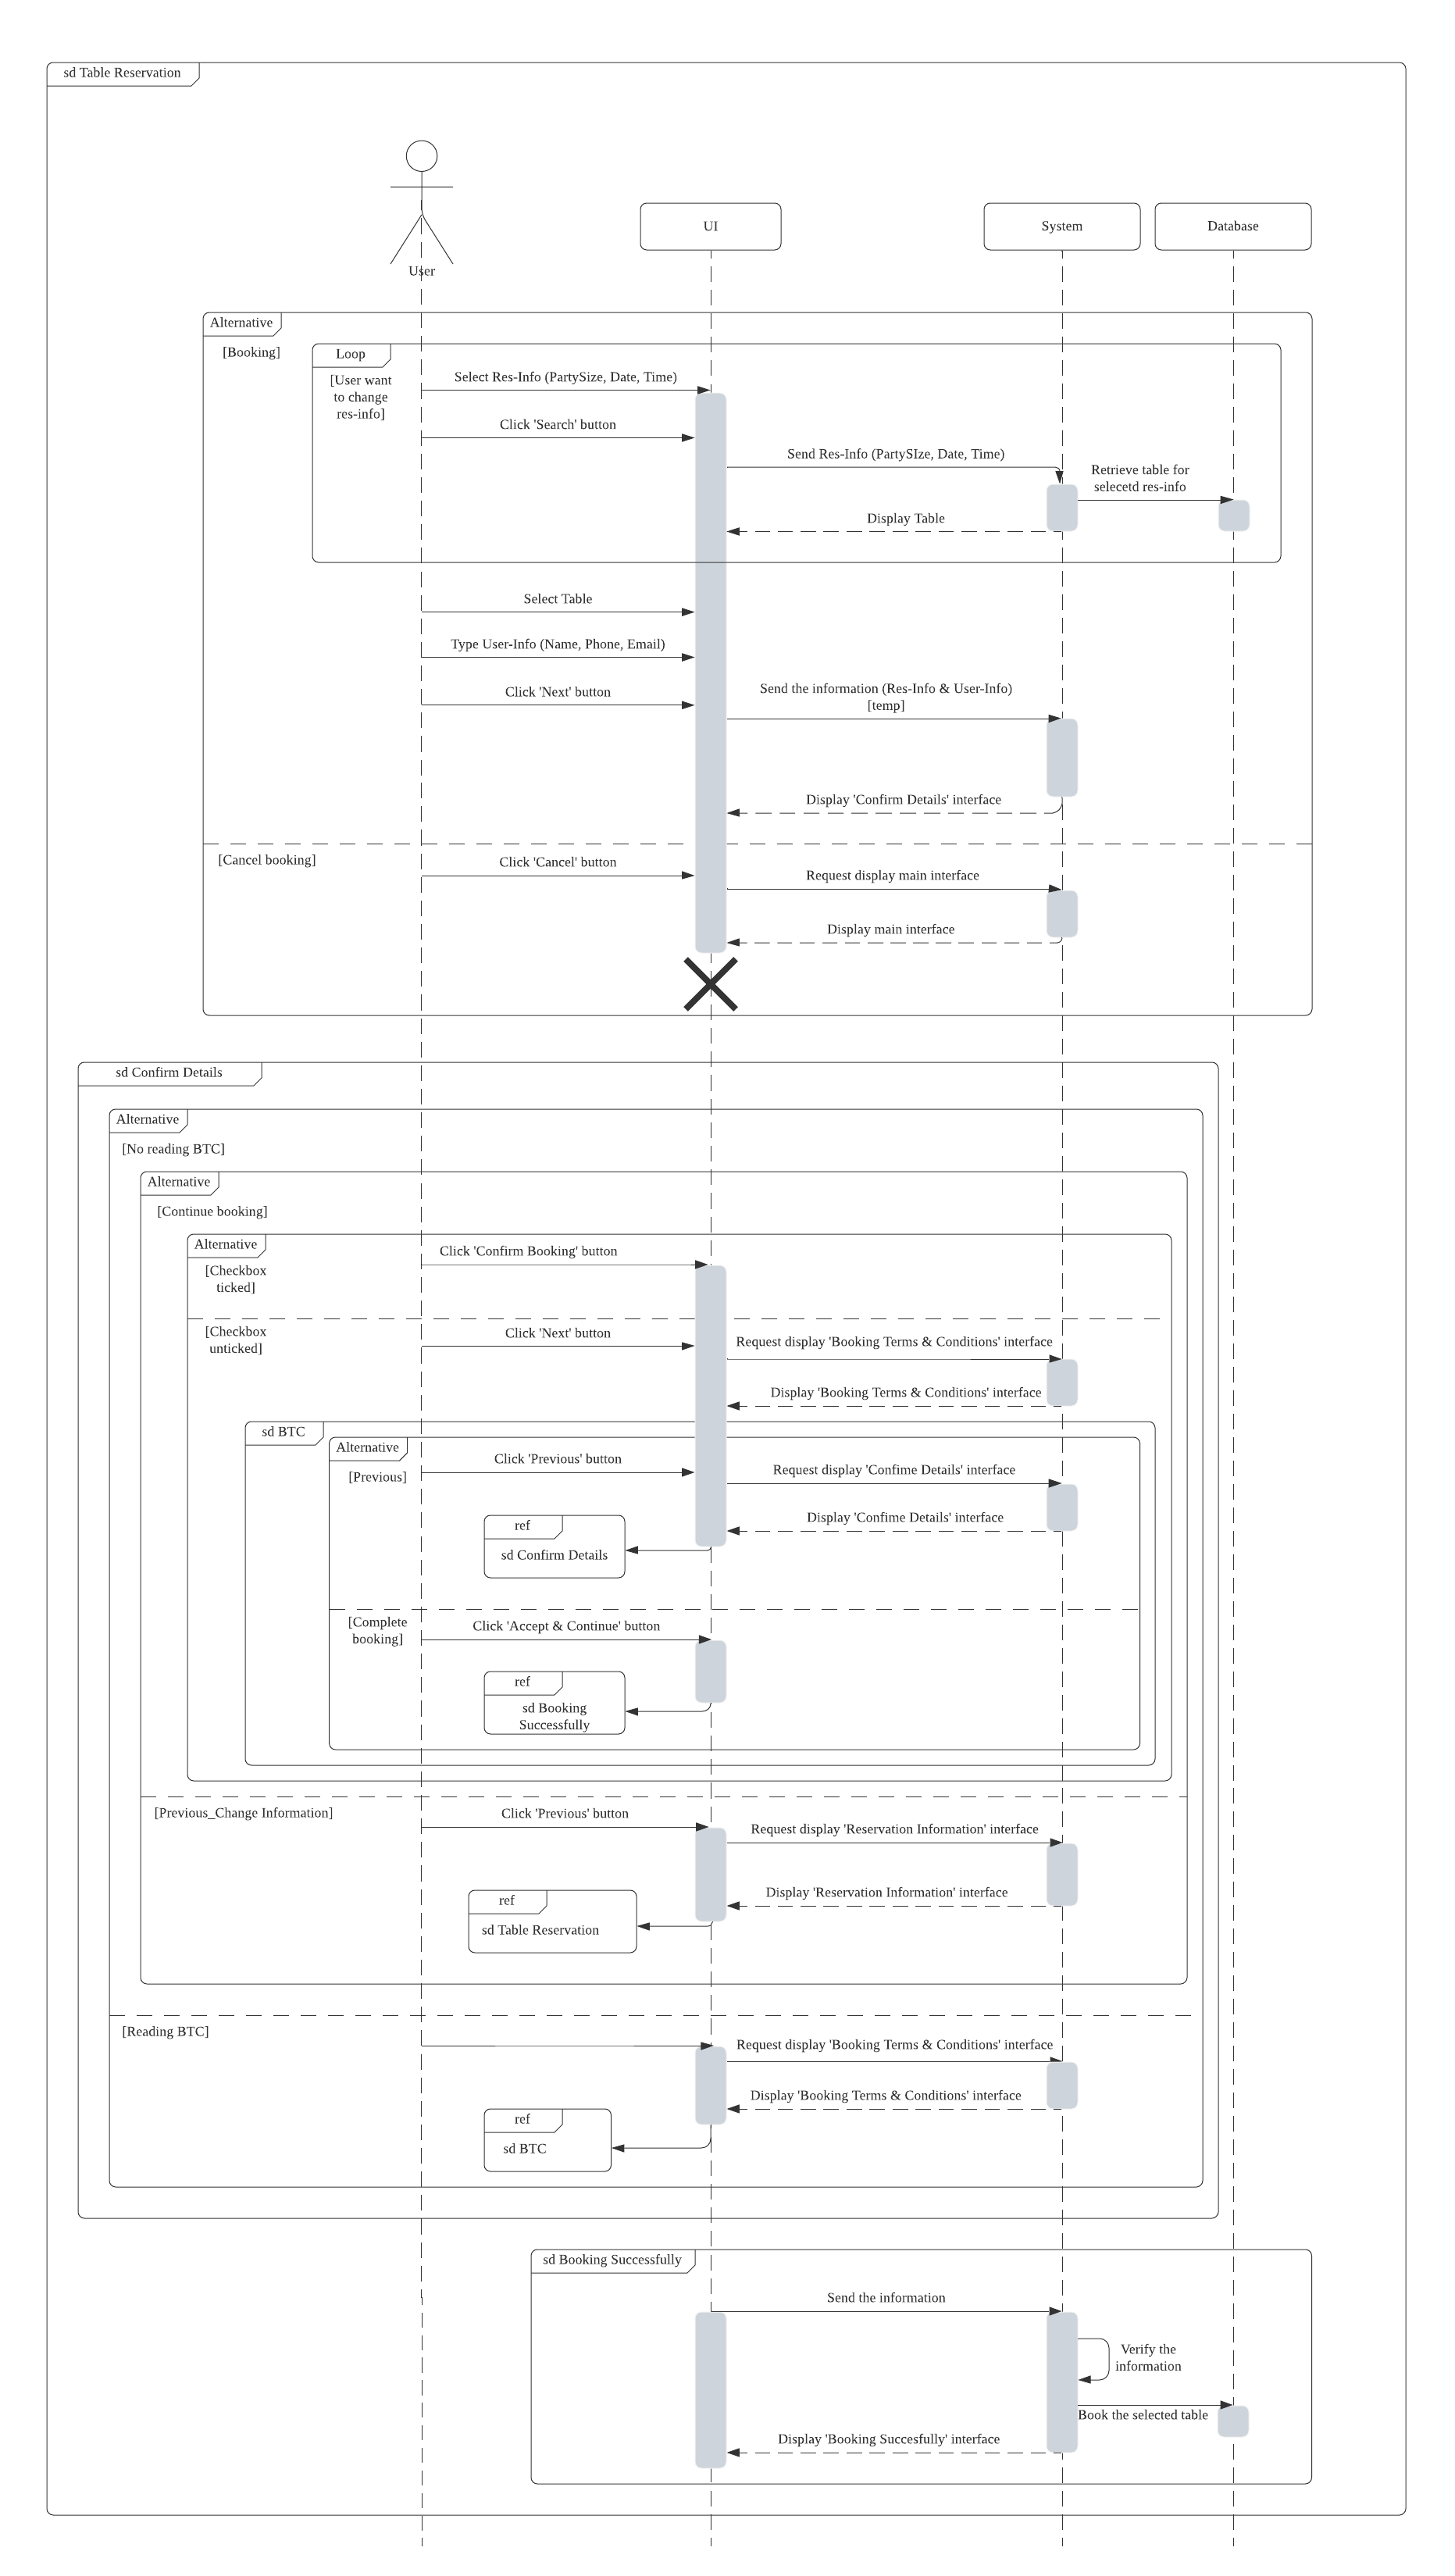 sd Table Reservation
User
UI
System
Database
Alternative
[Booking]
Loop
[User want
to change
res-info]
Select Res-Info (PartySize, Date, Time)
Click 'Search' button
Send Res-Info (PartySIze, Date, Time)
Retrieve table for
selecetd res-info
Display Table
Select Table
Type User-Info (Name, Phone, Email)
Click 'Next' button
Send the information (Res-Info & User-Info)
[temp]
Display 'Confirm Details' interface
[Cancel booking]
Click 'Cancel' button
Request display main interface
Display main interface
sd Confirm Details
Alternative
[No reading BTC]
Alternative
[Continue booking]
Alternative
[Checkbox
ticked]
Click 'Confirm Booking' button
[Checkbox
unticked]
Click 'Next' button
Request display 'Booking Terms & Conditions' interface
Display 'Booking Terms & Conditions' interface
sd BTC
Alternative
[Previous]
Click 'Previous' button
Request display 'Confime Details' interface
Display 'Confime Details' interface
ref
sd Confirm Details
[Complete
booking]
Click 'Accept & Continue' button
ref
sd Booking
Successfully
[Previous_Change Information]
Click 'Previous' button
Request display 'Reservation Information' interface
Display 'Reservation Information' interface
ref
sd Table Reservation
[Reading BTC]
Request display 'Booking Terms & Conditions' interface
Display 'Booking Terms & Conditions' interface
ref
sd BTC
sd Booking Successfully
Send the information
Verify the
information
Book the selected table
Display 'Booking Succesfully' interface